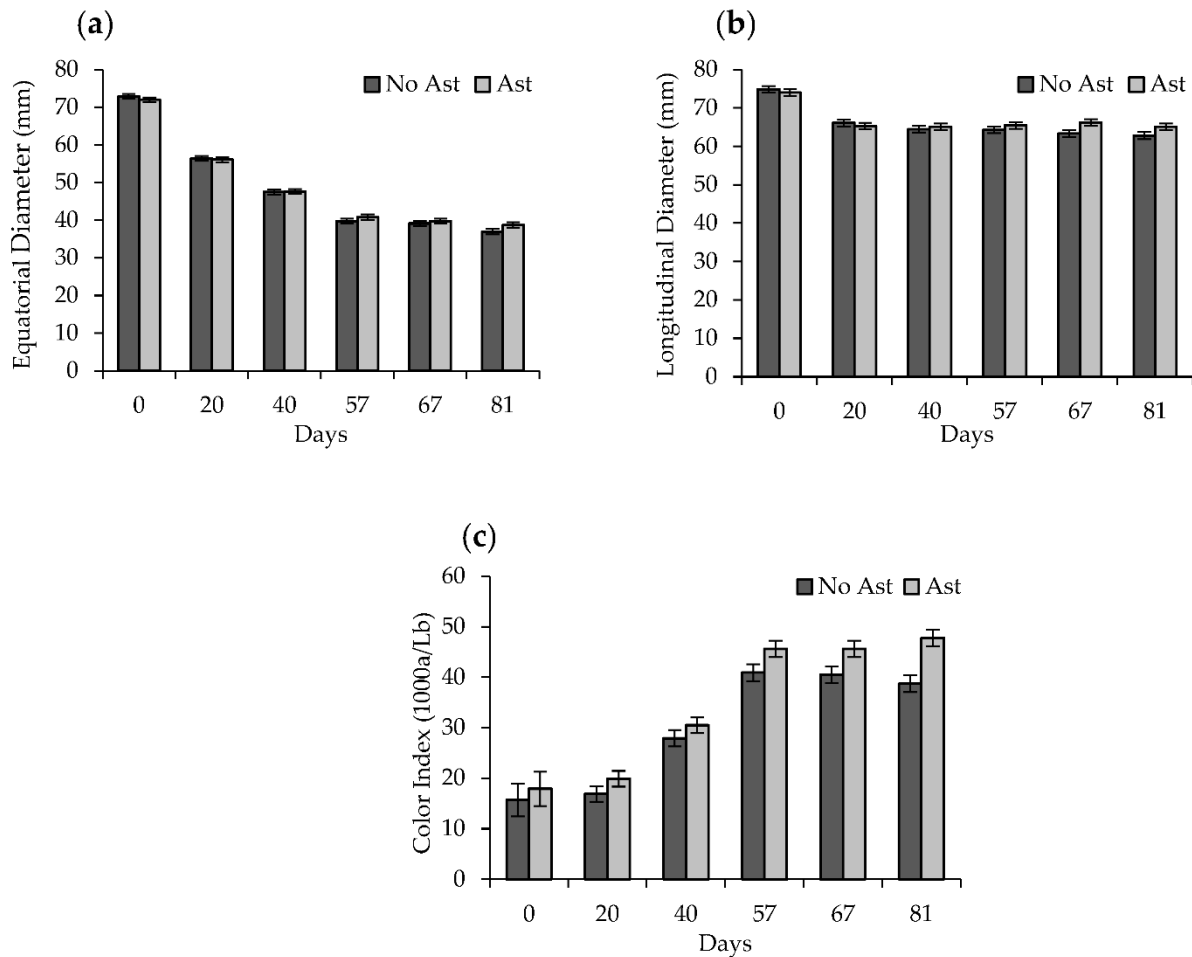 (a)
Equatorial Diameter (mm)
80
70
60
50
40
30
20
10
0
No Ast
Ast
0 20 40 57 67 81
Days
(b)
Longitudinal Diameter (mm)
80
70
60
50
40
30
20
10
0
No Ast
Ast
0 20 40 57 67 81
Days
(c)
Color Index (1000a/Lb)
60
50
40
30
20
10
0
No Ast
Ast
0 20 40 57 67 81
Days